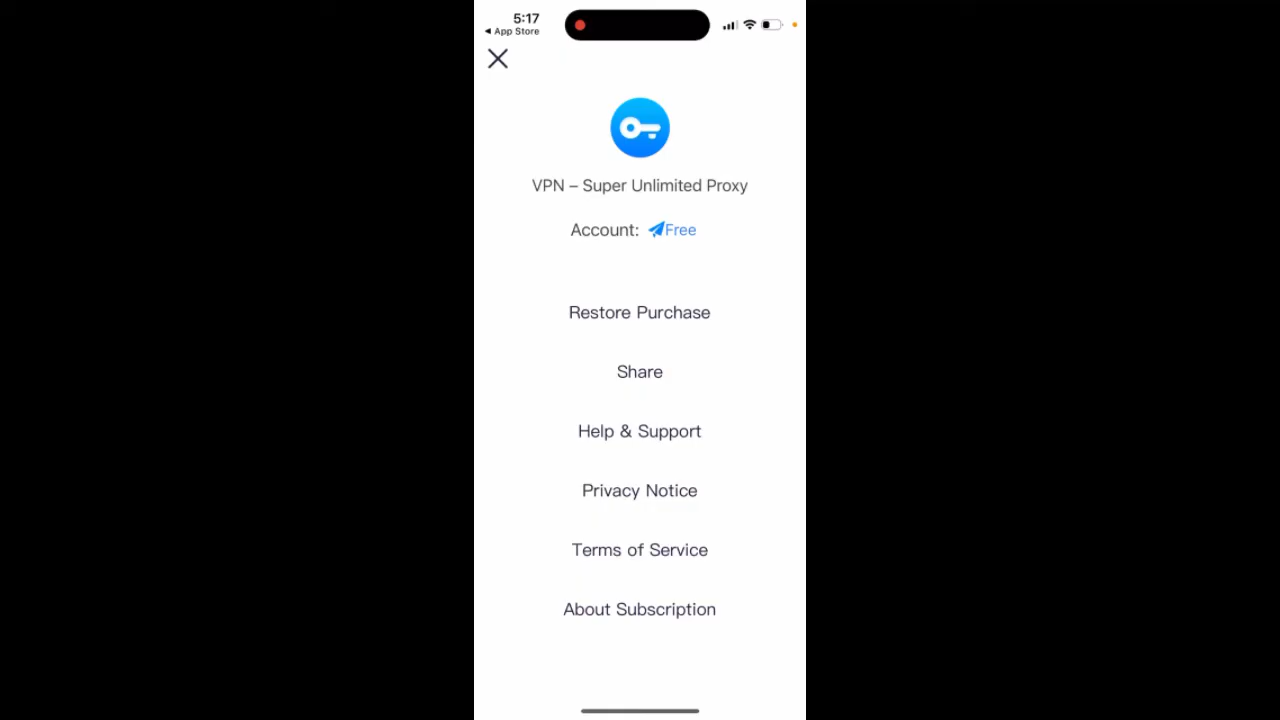 5:17
◀ App Store
VPN – Super Unlimited Proxy
Account: Free
Restore Purchase
Share
Help & Support
Privacy Notice
Terms of Service
About Subscription